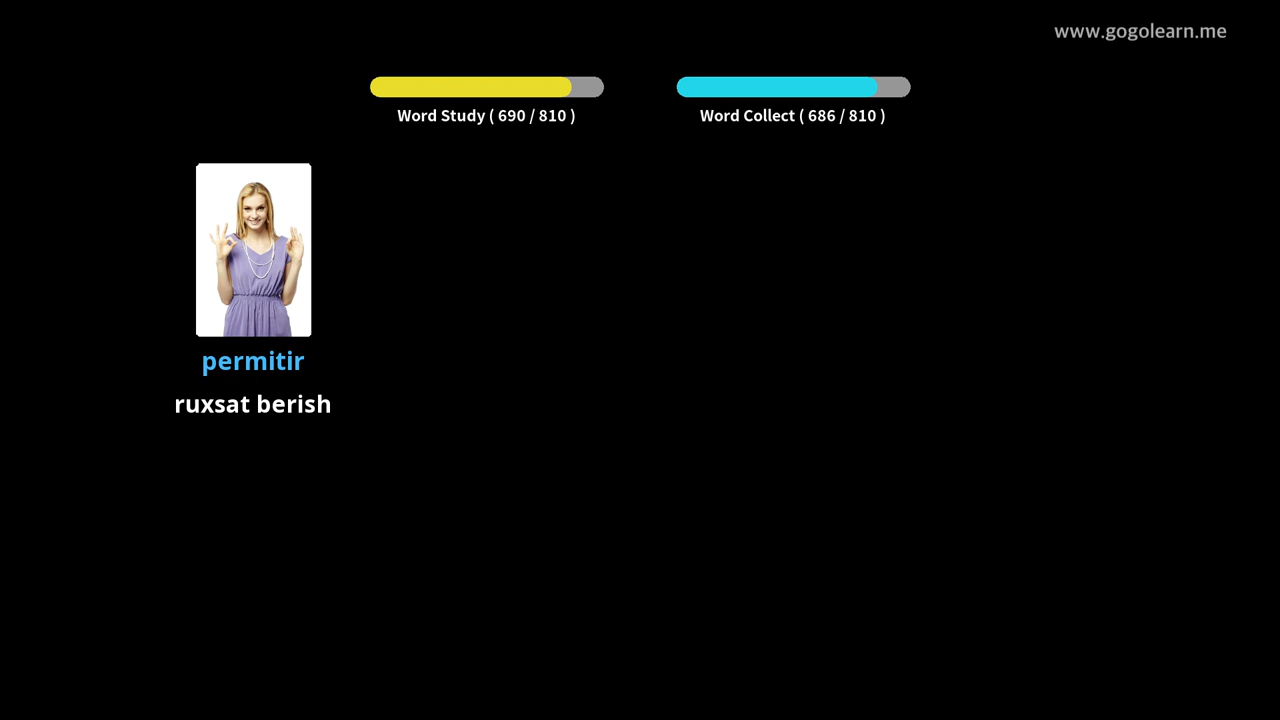 www.gogolearn.me
Word Study ( 690 / 810 )
Word Collect ( 686 / 810 )
permitir
ruxsat berish